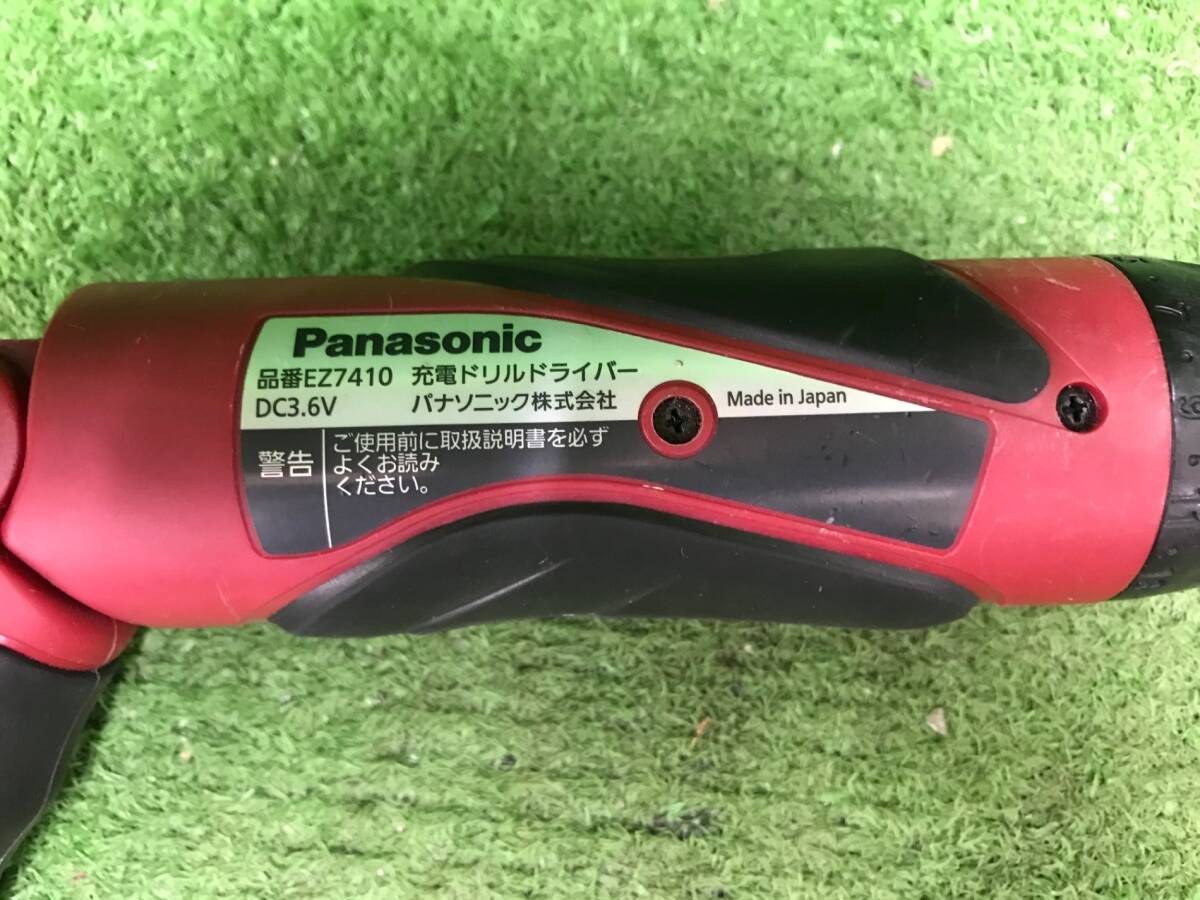 Panasonic
品番EZ7410 充電ドリルドライバー
DC3.6V パナソニック株式会社
Made in Japan
警告
ご使用前に取扱説明書を必ず
よくお読み
ください。